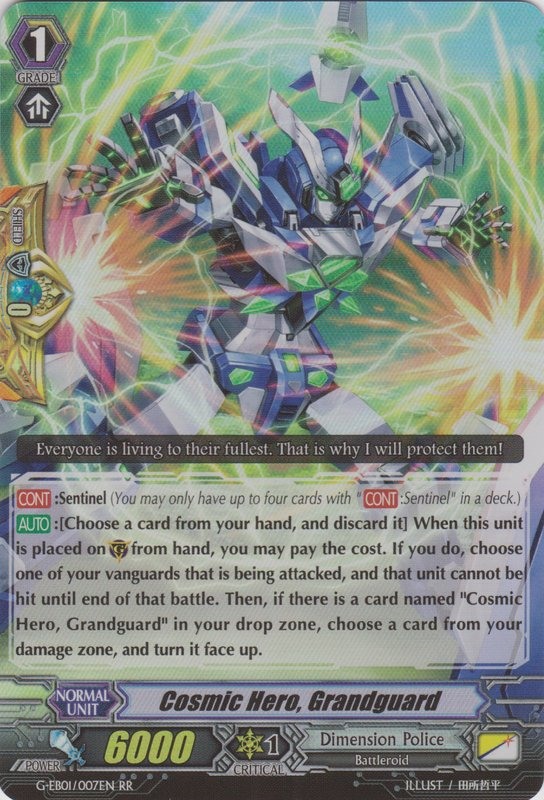 1
GRADE
SHIELD
0
Everyone is living to their fullest. That is why I will protect them!
CONT :Sentinel (You may only have up to four cards with " CONT :Sentinel" in a deck.)
AUTO :[Choose a card from your hand, and discard it] When this unit
is placed on G from hand, you may pay the cost. If you do, choose
one of your vanguards that is being attacked, and that unit cannot be
hit until end of that battle. Then, if there is a card named "Cosmic
Hero, Grandguard" in your drop zone, choose a card from your
damage zone, and turn it face up.
NORMAL
UNIT
Cosmic Hero, Grandguard
POWER
6000
1
CRITICAL
Dimension Police
Battleroid
G-EB01/007EN RR
ILLUST / 田所哲平